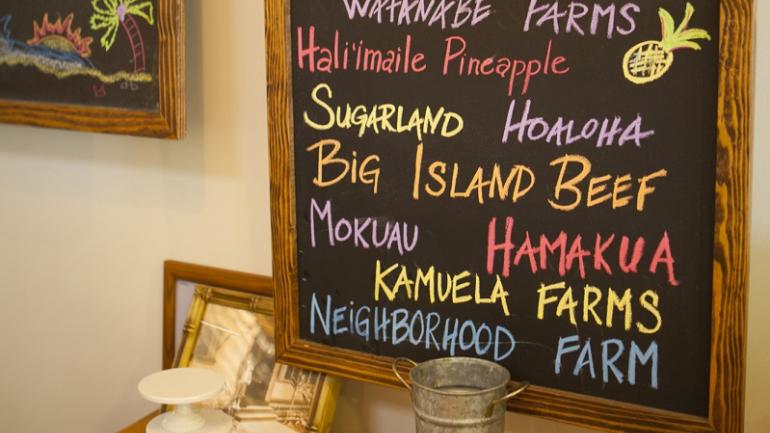 WATANABE FARMS
Hali'imaile Pineapple
SUGARLAND HOALOHA
BIG ISLAND BEEF
MOKUAU HAMAKUA
KAMUELA FARMS
NEIGHBORHOOD FARM